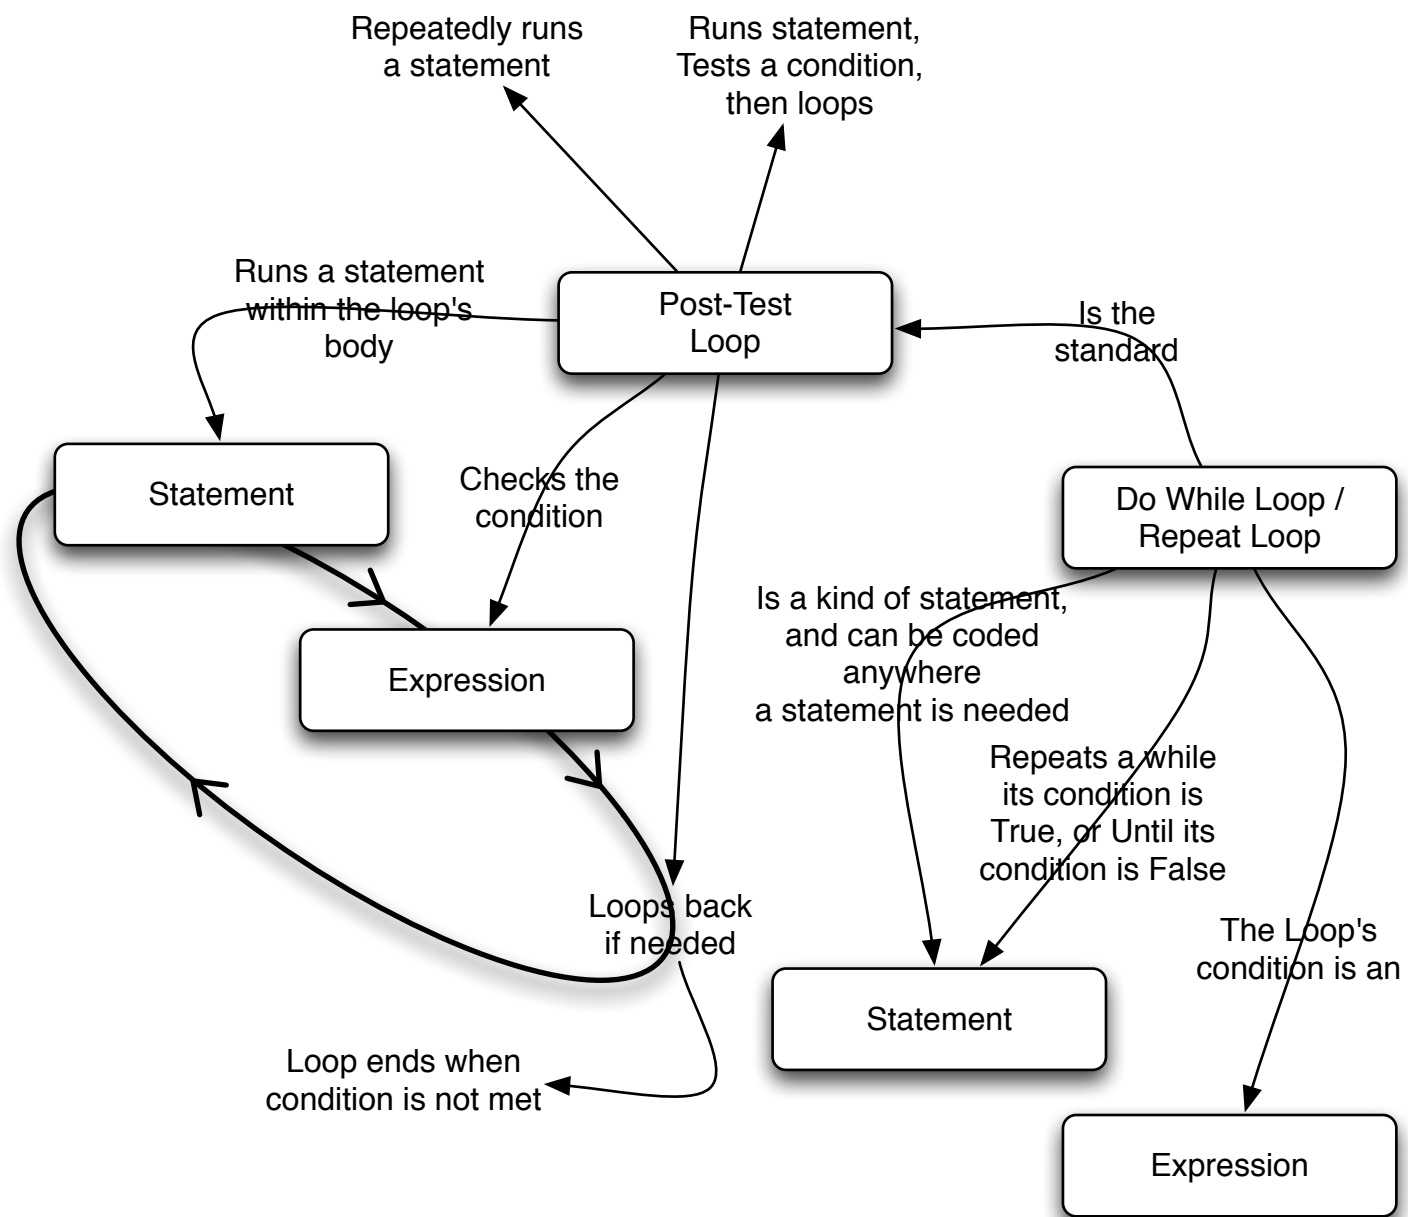 Repeatedly runs
a statement
Runs statement,
Tests a condition,
then loops
Runs a statement
within the loop's
body
Post-Test
Loop
Is the
standard
Statement
Checks the
condition
Do While Loop /
Repeat Loop
Expression
Is a kind of statement,
and can be coded
anywhere
a statement is needed
Repeats a while
its condition is
True, or Until its
condition is False
Loops back
if needed
The Loop's
condition is an
Statement
Loop ends when
condition is not met
Expression